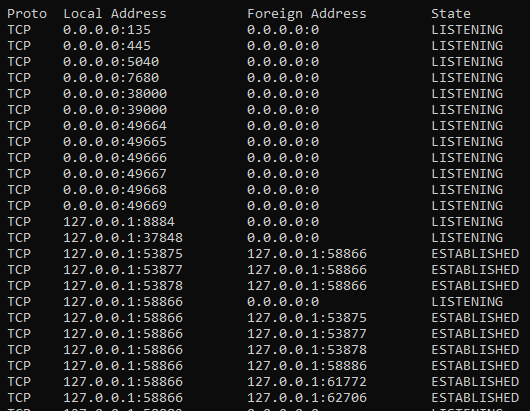 Proto Local Address Foreign Address State
TCP 0.0.0.0:135 0.0.0.0:0 LISTENING
TCP 0.0.0.0:445 0.0.0.0:0 LISTENING
TCP 0.0.0.0:5040 0.0.0.0:0 LISTENING
TCP 0.0.0.0:7680 0.0.0.0:0 LISTENING
TCP 0.0.0.0:38000 0.0.0.0:0 LISTENING
TCP 0.0.0.0:39000 0.0.0.0:0 LISTENING
TCP 0.0.0.0:49664 0.0.0.0:0 LISTENING
TCP 0.0.0.0:49665 0.0.0.0:0 LISTENING
TCP 0.0.0.0:49666 0.0.0.0:0 LISTENING
TCP 0.0.0.0:49667 0.0.0.0:0 LISTENING
TCP 0.0.0.0:49668 0.0.0.0:0 LISTENING
TCP 0.0.0.0:49669 0.0.0.0:0 LISTENING
TCP 127.0.0.1:8884 0.0.0.0:0 LISTENING
TCP 127.0.0.1:37848 0.0.0.0:0 LISTENING
TCP 127.0.0.1:53875 127.0.0.1:58866 ESTABLISHED
TCP 127.0.0.1:53877 127.0.0.1:58866 ESTABLISHED
TCP 127.0.0.1:53878 127.0.0.1:58866 ESTABLISHED
TCP 127.0.0.1:58866 0.0.0.0:0 LISTENING
TCP 127.0.0.1:58866 127.0.0.1:53875 ESTABLISHED
TCP 127.0.0.1:58866 127.0.0.1:53877 ESTABLISHED
TCP 127.0.0.1:58866 127.0.0.1:53878 ESTABLISHED
TCP 127.0.0.1:58866 127.0.0.1:58886 ESTABLISHED
TCP 127.0.0.1:58866 127.0.0.1:61772 ESTABLISHED
TCP 127.0.0.1:58866 127.0.0.1:62706 ESTABLISHED